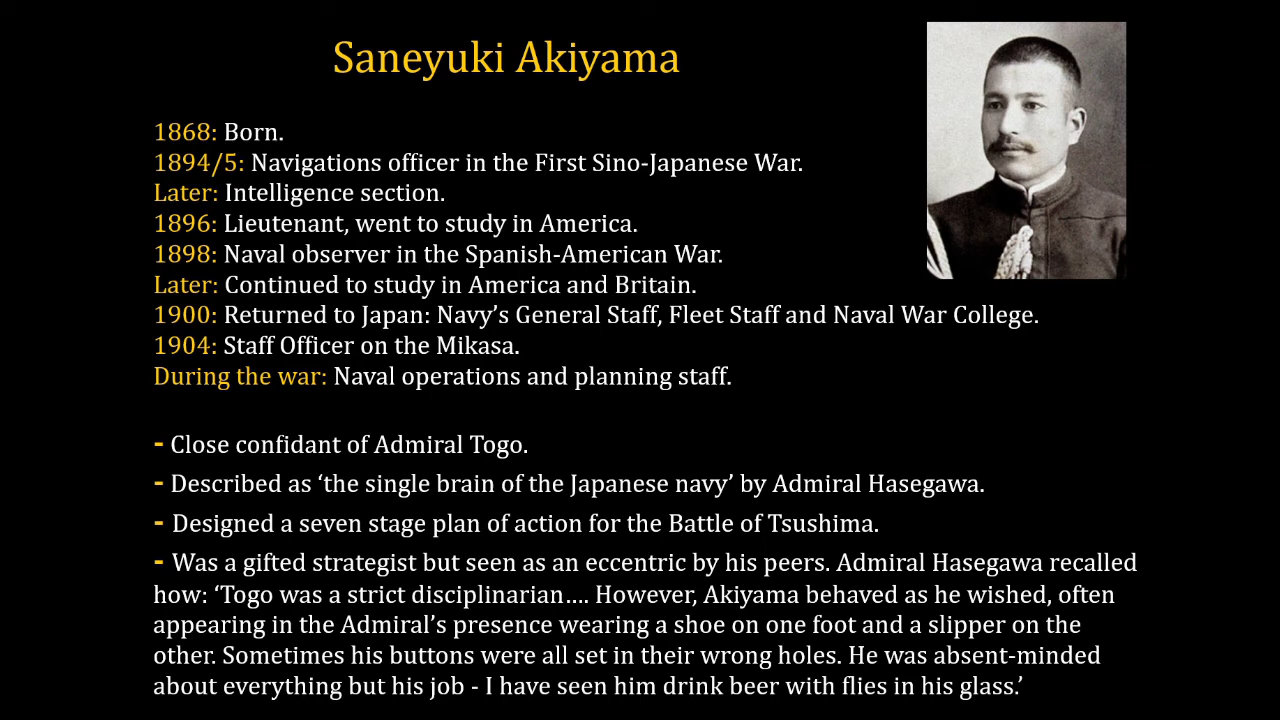 Saneyuki Akiyama
1868: Born.
1894/5: Navigations officer in the First Sino-Japanese War.
Later: Intelligence section.
1896: Lieutenant, went to study in America.
1898: Naval observer in the Spanish-American War.
Later: Continued to study in America and Britain.
1900: Returned to Japan: Navy’s General Staff, Fleet Staff and Naval War College.
1904: Staff Officer on the Mikasa.
During the war: Naval operations and planning staff.
- Close confidant of Admiral Togo.
- Described as ‘the single brain of the Japanese navy’ by Admiral Hasegawa.
- Designed a seven stage plan of action for the Battle of Tsushima.
- Was a gifted strategist but seen as an eccentric by his peers. Admiral Hasegawa recalled
how: ‘Togo was a strict disciplinarian.... However, Akiyama behaved as he wished, often
appearing in the Admiral’s presence wearing a shoe on one foot and a slipper on the
other. Sometimes his buttons were all set in their wrong holes. He was absent-minded
about everything but his job - I have seen him drink beer with flies in his glass.’